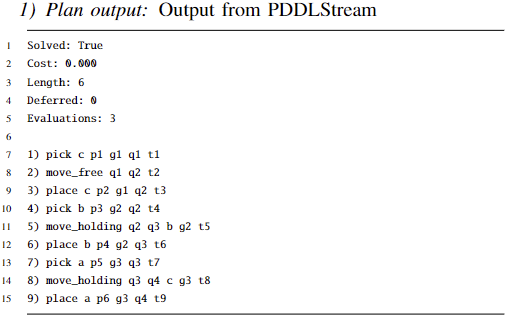 1) Plan output: Output from PDDLStream
1 Solved: True
2 Cost: 0.000
3 Length: 6
4 Deferred: 0
5 Evaluations: 3
6
7 1) pick c p1 g1 q1 t1
8 2) move_free q1 q2 t2
9 3) place c p2 g1 q2 t3
10 4) pick b p3 g2 q2 t4
11 5) move_holding q2 q3 b g2 t5
12 6) place b p4 g2 q3 t6
13 7) pick a p5 g3 q3 t7
14 8) move_holding q3 q4 c g3 t8
15 9) place a p6 g3 q4 t9